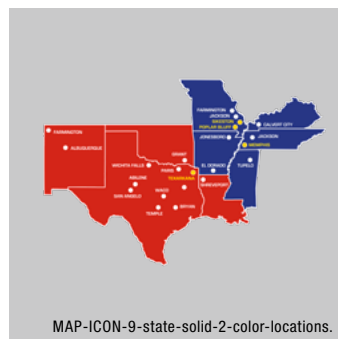 FARMINGTON
JACKSON
SIKESTON
POPLAR BLUFF
CALVERT CITY
JONESBORO
JACKSON
MEMPHIS
FARMINGTON
ALBUQUERQUE
GRANT
WICHITA FALLS
PARIS
EL DORADO
TUPELO
TEXARKANA
SHREVEPORT
ABILENE
WACO
SAN ANGELO
TEMPLE
BRYAN
MAP-ICON-9-state-solid-2-color-locations.